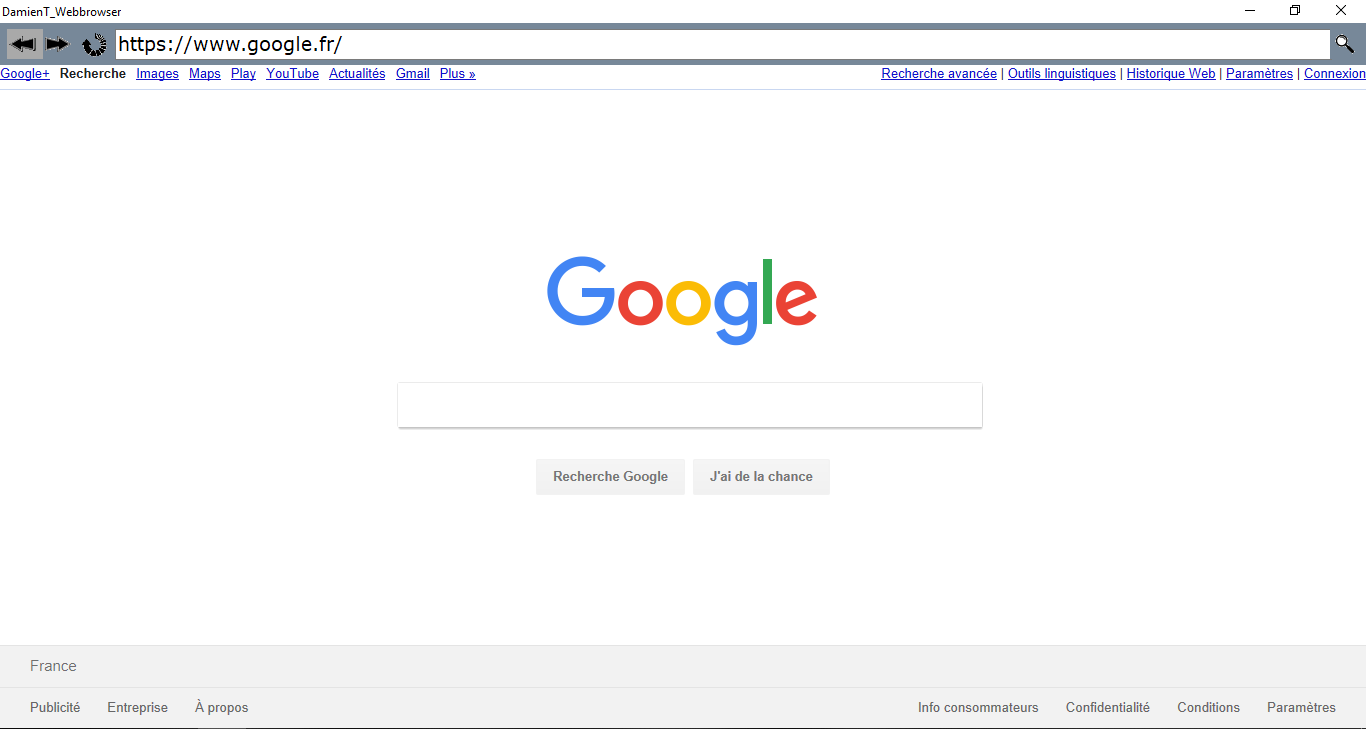 DamienT_Webbrowser
https://www.google.fr/
Google+ Recherche Images Maps Play YouTube Actualités Gmail Plus » Recherche avancée | Outils linguistiques | Historique Web | Paramètres | Connexion
Google
Recherche Google J'ai de la chance
France
Publicité Entreprise À propos Info consommateurs Confidentialité Conditions Paramètres